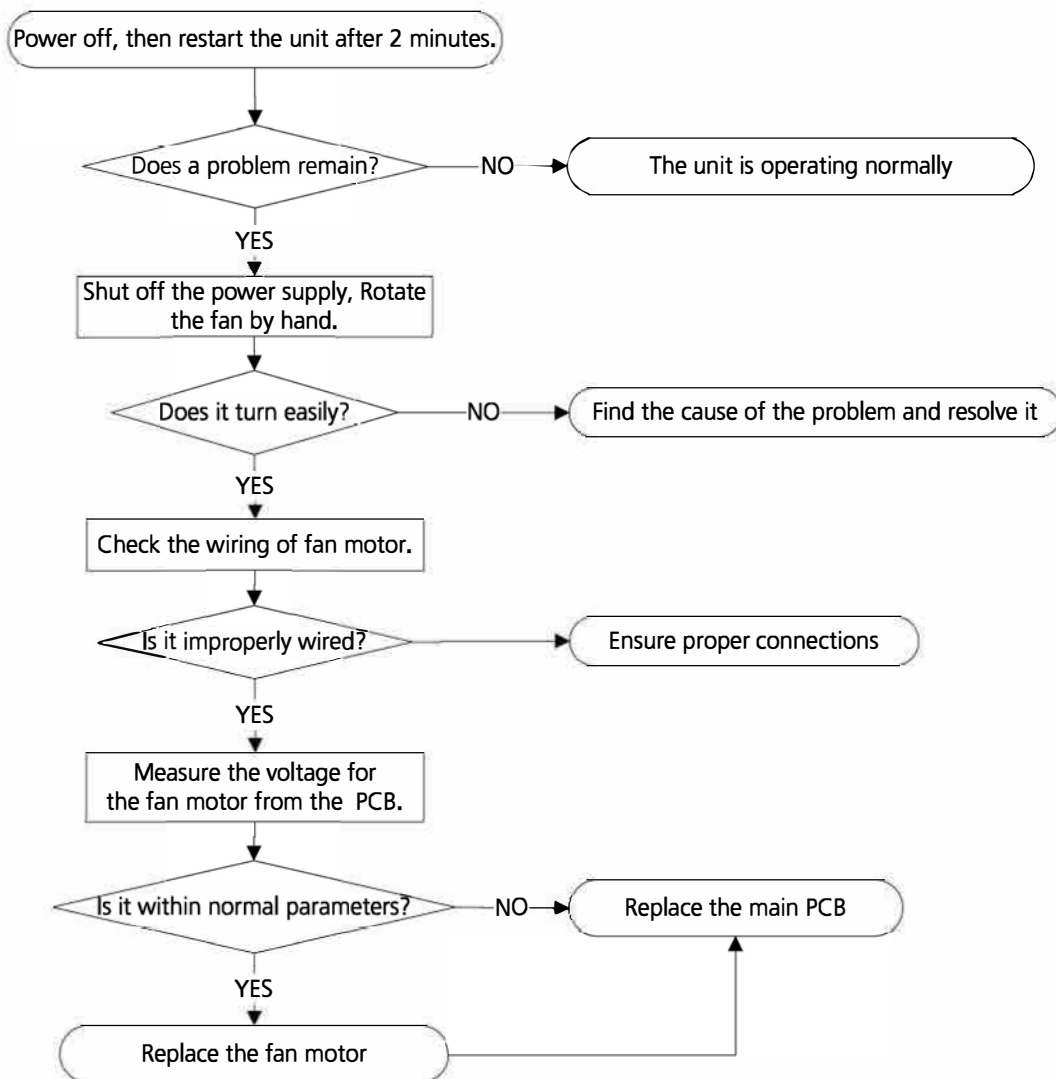 Power off, then restart the unit after 2 minutes.
Does a problem remain?
NO
The unit is operating normally
YES
Shut off the power supply, Rotate
the fan by hand.
Does it turn easily?
NO
Find the cause of the problem and resolve it
YES
Check the wiring of fan motor.
Is it improperly wired?
Ensure proper connections
YES
Measure the voltage for
the fan motor from the PCB.
Is it within normal parameters?
NO
Replace the main PCB
YES
Replace the fan motor